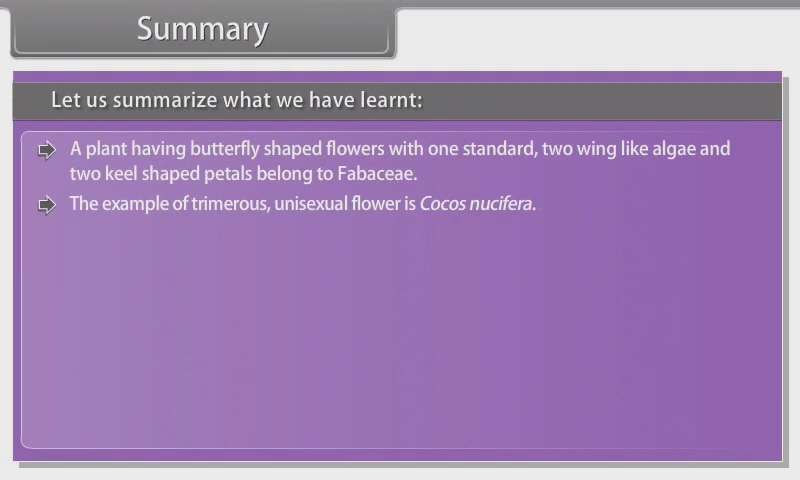 Summary
Let us summarize what we have learnt:
A plant having butterfly shaped flowers with one standard, two wing like algae and
two keel shaped petals belong to Fabaceae.
The example of trimerous, unisexual flower is Cocos nucifera.